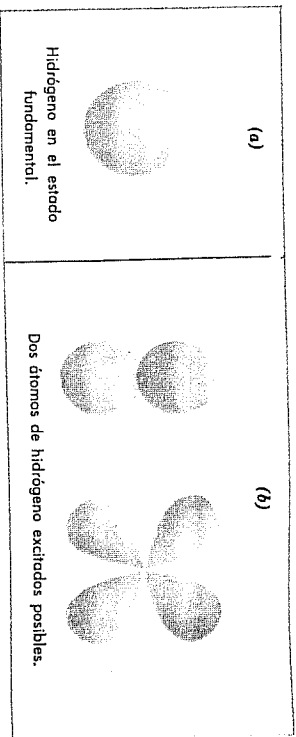 (a)
Hidrógeno en el estado
fundamental.
(b)
Dos átomos de hidrógeno excitados posibles.